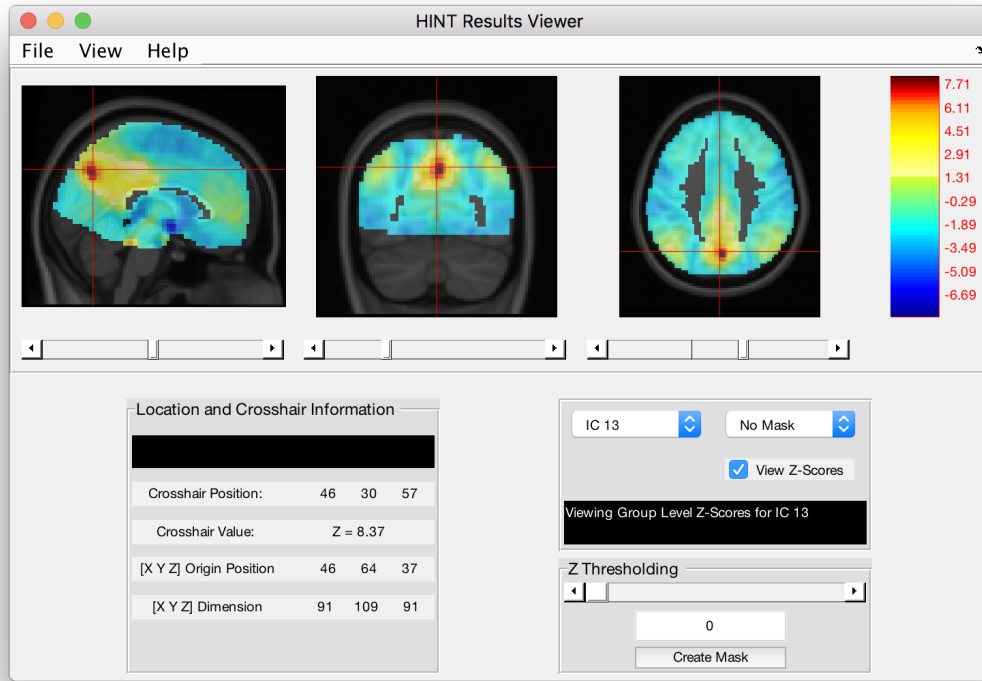 HINT Results Viewer
File View Help
7.71
6.11
4.51
2.91
1.31
-0.29
-1.89
-3.49
-5.09
-6.69
Location and Crosshair Information
Crosshair Position: 46 30 57
Crosshair Value: Z = 8.37
[X Y Z] Origin Position 46 64 37
[X Y Z] Dimension 91 109 91
IC 13 No Mask
View Z-Scores
Viewing Group Level Z-Scores for IC 13
Z Thresholding
0
Create Mask